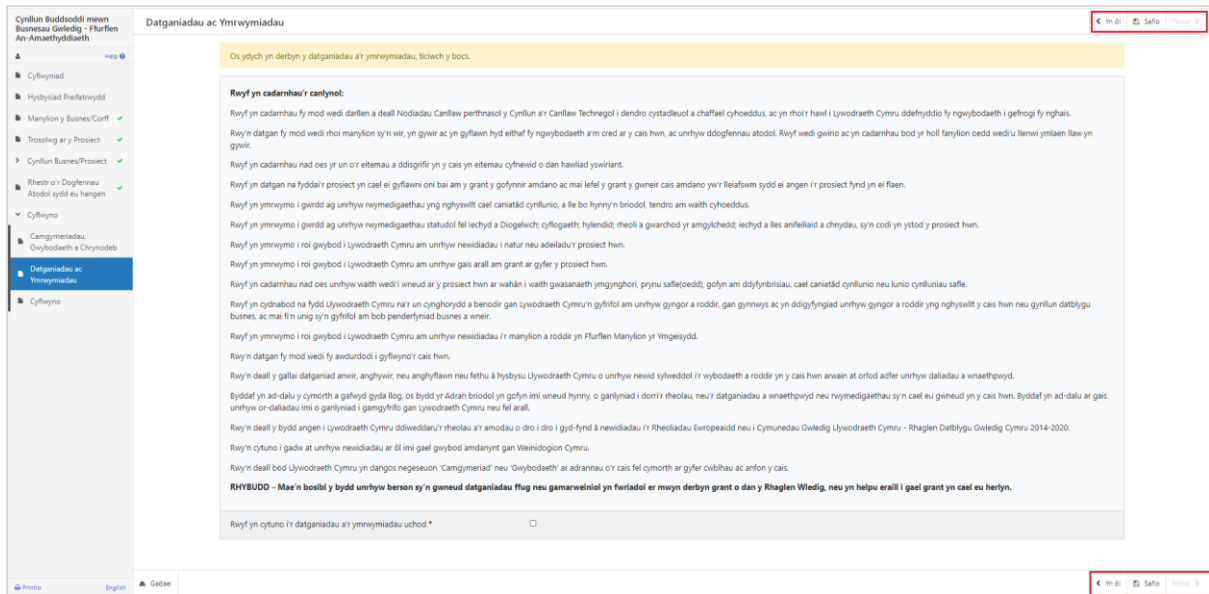 Cynllun Buddsoddi mewn
Busnesau Gwledig - Ffurflen
An-Amaethyddiaeth
Help
Cyflwyniad
Hysbysiad Preifatrwydd
Manylion y Busnes/Corff
Trosolwg ar y Prosiect
Cynllun Busnes/Prosiect
Rhestr o'r Dogfennau
Atodol sydd eu hangen
Cyflwyno
Camgymeriadau,
Gwybodaeth a Chrynodeb
Datganiadau ac
Ymrwymiadau
Cyflwyno
Printio
English
Datganiadau ac Ymrwymiadau
Yn ôl
Safio
Nesaf
Os ydych yn derbyn y datganiadau a'r ymrwymiadau, ticiwch y bocs.
Rwyf yn cadarnhau'r canlynol:
Rwyf yn cadarnhau fy mod wedi darllen a deall Nodiadau Canllaw perthnasol y Cynllun a'r Canllaw Technegol i dendro cystadleuol a chaffael cyhoeddus, ac yn rhoi'r hawl i Lywodraeth Cymru ddefnyddio fy ngwybodaeth i gefnogi fy nghais.
Rwy'n datgan fy mod wedi rhoi manylion sy'n wir, yn gywir ac yn gyflawn hyd eithaf fy ngwybodaeth a'm cred ar y cais hwn, ac unrhyw ddogfennau atodol. Rwyf wedi gwirio ac yn cadarnhau bod yr holl fanylion oedd wedi'u llenwi ymlaen llaw yn
gywir.
Rwyf yn cadarnhau nad oes yr un o'r eitemau a ddisgrifir yn y cais yn eitemau cyfnewid o dan hawliad yswiriant.
Rwyf yn datgan na fyddai'r prosiect yn cael ei gyflawni oni bai am y grant y gofynnir amdano ac mai lefel y grant y gwneir cais amdano yw'r lleiafswm sydd ei angen i'r prosiect fynd yn ei flaen.
Rwyf yn ymrwymo i gwrdd ag unrhyw rwymedigaethau yng nghyswllt cael caniatâd cynllunio, a lle bo hynny'n briodol, tendro am waith cyhoeddus.
Rwyf yn ymrwymo i gwrdd ag unrhyw rwymedigaethau statudol fel Iechyd a Diogelwch; cyflogaeth; hylendid; rheoli a gwarchod yr amgylchedd; iechyd a lles anifeiliaid a chnydau, sy'n codi yn ystod y prosiect hwn.
Rwyf yn ymrwymo i roi gwybod i Lywodraeth Cymru am unrhyw newidiadau i natur neu adeiladu'r prosiect hwn.
Rwyf yn ymrwymo i roi gwybod i Lywodraeth Cymru am unrhyw gais arall am grant ar gyfer y prosiect hwn.
Rwyf yn cadarnhau nad oes unrhyw waith wedi'i wneud ar y prosiect hwn ar wahân i waith gwasanaeth ymgynghori, prynu safle(oedd), gofyn am ddyfynbrisiau, cael caniatâd cynllunio neu lunio cynlluniau safle.
Rwyf yn cydnabod na fydd Llywodraeth Cymru na'r un cynghorydd a benodir gan Lywodraeth Cymru'n gyfrifol am unrhyw gyngor a roddir, gan gynnwys ac yn ddigyfyngiad unrhyw gyngor a roddir yng nghyswllt y cais hwn neu gynllun datblygu
busnes, ac mai fi'n unig sy'n gyfrifol am bob penderfyniad busnes a wneir.
Rwyf yn ymrwymo i roi gwybod i Lywodraeth Cymru am unrhyw newidiadau i'r manylion a roddir yn Ffurflen Manylion yr Ymgeisydd.
Rwy'n datgan fy mod wedi fy awdurdodi i gyflwyno'r cais hwn.
Rwy'n deall y gallai datganiad anwir, anghywir, neu anghyflawn neu fethu â hysbysu Llywodraeth Cymru o unrhyw newid sylweddol i'r wybodaeth a roddir yn y cais hwn arwain at orfod adfer unrhyw daliadau a wnaethpwyd.
Byddaf yn ad-dalu y cymorth a gafwyd gyda llog, os bydd yr Adran briodol yn gofyn imi wneud hynny, o ganlyniad i dorri'r rheolau, neu'r datganiadau a wnaethpwyd neu rwymedigaethau sy'n cael eu gwneud yn y cais hwn. Byddaf yn ad-dalu ar gais
unrhyw or-daliadau imi o ganlyniad i gamgyfrifo gan Lywodraeth Cymru neu fel arall.
Rwy'n deall y bydd angen i Lywodraeth Cymru ddiweddaru'r rheolau a'r amodau o dro i dro i gyd-fynd â newidiadau i'r Rheoliadau Ewropeaidd neu i Cymunedau Gwledig Llywodraeth Cymru - Rhaglen Datblygu Gwledig Cymru 2014-2020.
Rwy'n cytuno i gadw at unrhyw newidiadau ar ôl imi gael gwybod amdanynt gan Weinidogion Cymru.
Rwy'n deall bod Llywodraeth Cymru yn dangos negeseuon 'Camgymeriad' neu 'Gwybodaeth' ar adrannau o'r cais fel cymorth ar gyfer cwblhau ac anfon y cais.
RHYBUDD – Mae'n bosibl y bydd unrhyw berson sy'n gwneud datganiadau ffug neu gamarweiniol yn fwriadol er mwyn derbyn grant o dan y Rhaglen Wledig, neu yn helpu eraill i gael grant yn cael eu herlyn.
Rwyf yn cytuno i'r datganiadau a'r ymrwymiadau uchod *
Gadael
Yn ôl
Safio
Nesaf